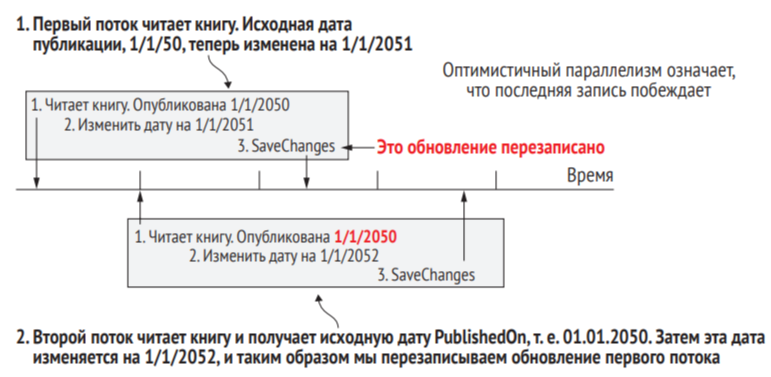 1. Первый поток читает книгу. Исходная дата
публикации, 1/1/50, теперь изменена на 1/1/2051
Оптимистичный параллелизм означает,
что последняя запись побеждает
1. Читает книгу. Опубликована 1/1/2050
2. Изменить дату на 1/1/2051
3. SaveChanges
Это обновление перезаписано
Время
1. Читает книгу. Опубликована 1/1/2050
2. Изменить дату на 1/1/2052
3. SaveChanges
2. Второй поток читает книгу и получает исходную дату PublishedOn, т. е. 01.01.2050. Затем эта дата
изменяется на 1/1/2052, и таким образом мы перезаписываем обновление первого потока